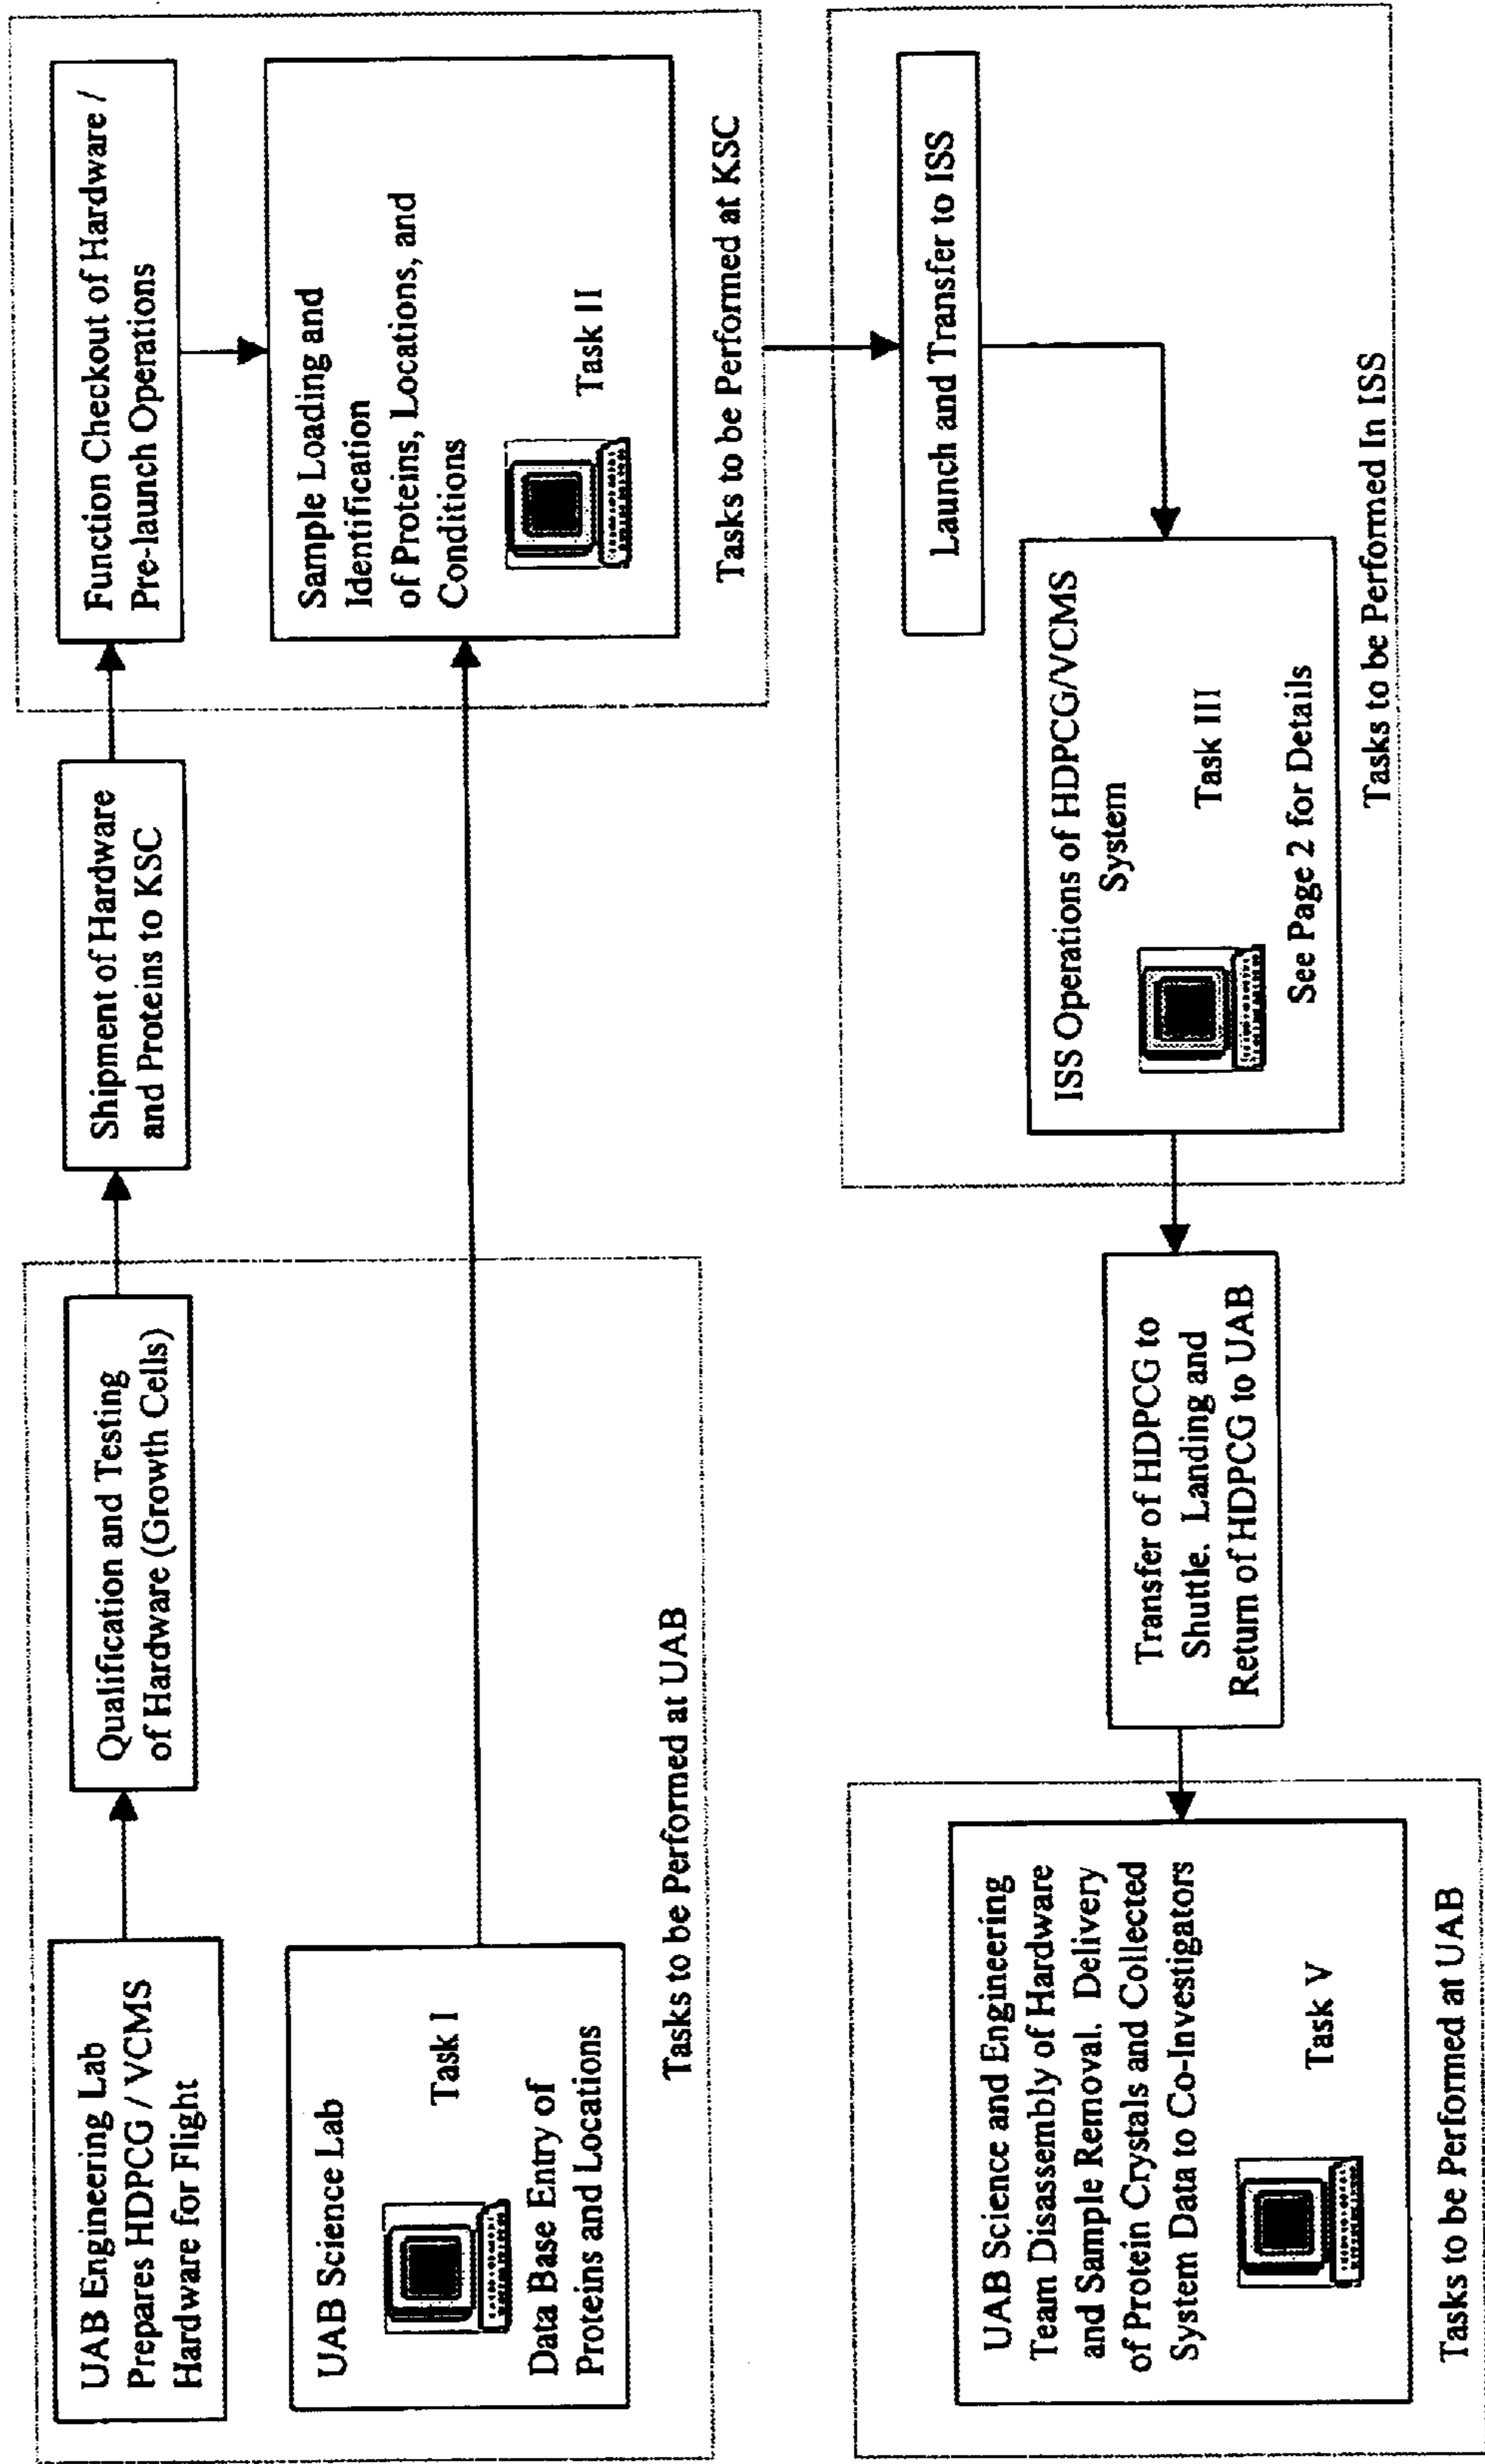 UAB Engineering Lab
Prepares HDPCG / VCMS
Hardware for Flight
Qualification and Testing
of Hardware (Growth Cells)
Shipment of Hardware
and Proteins to KSC
Function Checkout of Hardware /
Pre-launch Operations
UAB Science Lab
Task I
Data Base Entry of
Proteins and Locations
Tasks to be Performed at UAB
Sample Loading and
Identification
of Proteins, Locations, and
Conditions
Task II
Tasks to be Performed at KSC
Launch and Transfer to ISS
ISS Operations of HDPCG/VCMS
System
Task III
See Page 2 for Details
Tasks to be Performed In ISS
Transfer of HDPCG to
Shuttle. Landing and
Return of HDPCG to UAB
UAB Science and Engineering
Team Disassembly of Hardware
and Sample Removal. Delivery
of Protein Crystals and Collected
System Data to Co-Investigators
Task V
Tasks to be Performed at UAB